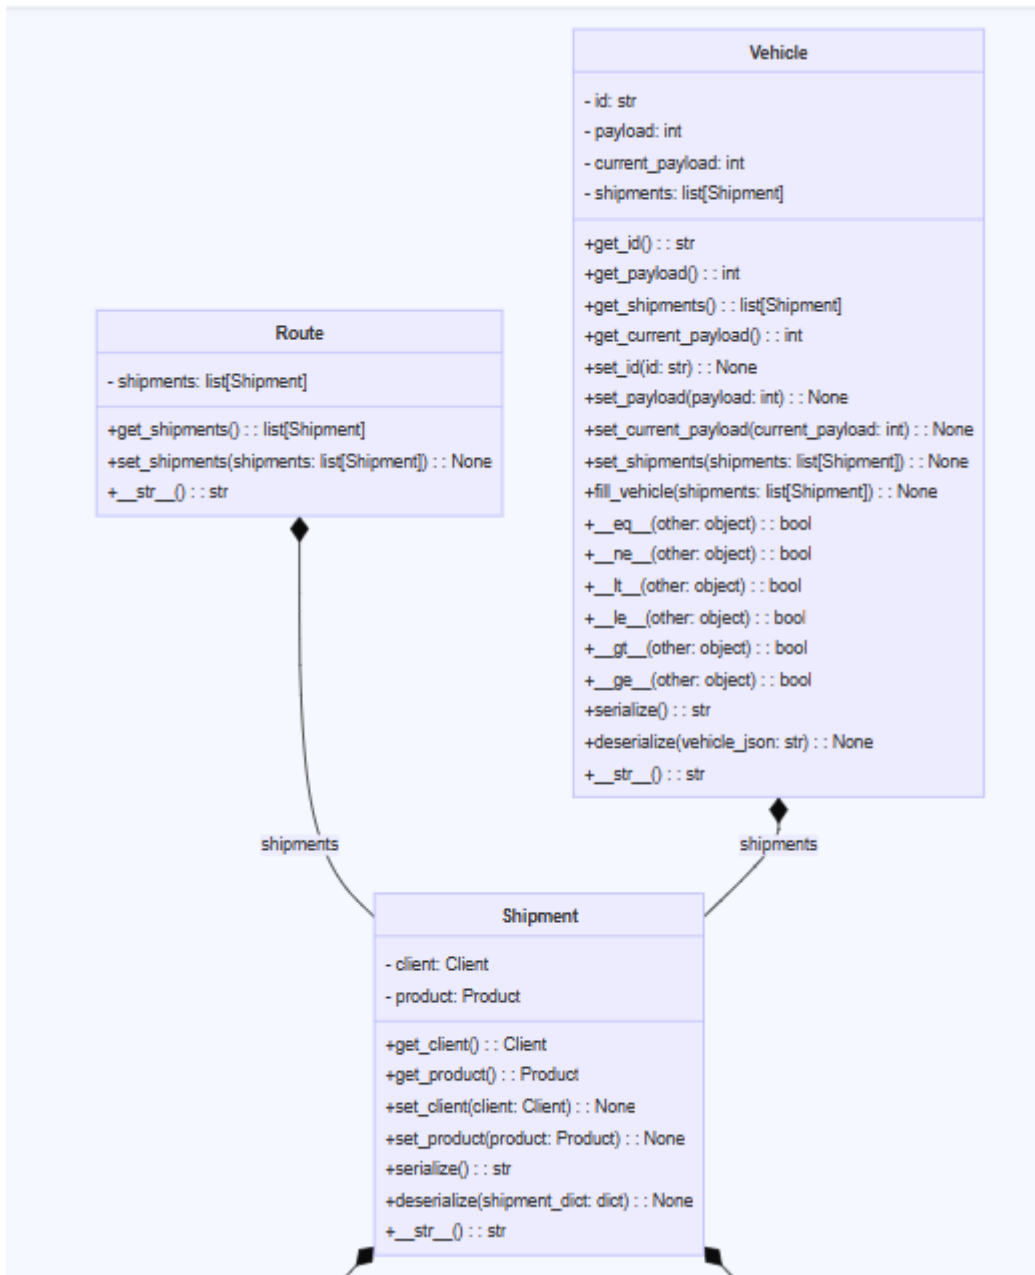 Vehicle
- id: str
- payload: int
- current_payload: int
- shipments: list[Shipment]
+get_id() : : str
+get_payload() : : int
+get_shipments() : : list[Shipment]
+get_current_payload() : : int
+set_id(id: str) : : None
+set_payload(payload: int) : : None
+set_current_payload(current_payload: int) : : None
+set_shipments(shipments: list[Shipment]) : : None
+fill_vehicle(shipments: list[Shipment]) : : None
+__eq__(other: object) : : bool
+__ne__(other: object) : : bool
+__lt__(other: object) : : bool
+__le__(other: object) : : bool
+__gt__(other: object) : : bool
+__ge__(other: object) : : bool
+serialize() : : str
+deserialize(vehicle_json: str) : : None
+__str__() : : str
Route
- shipments: list[Shipment]
+get_shipments() : : list[Shipment]
+set_shipments(shipments: list[Shipment]) : : None
+__str__() : : str
shipments
shipments
Shipment
- client: Client
- product: Product
+get_client() : : Client
+get_product() : : Product
+set_client(client: Client) : : None
+set_product(product: Product) : : None
+serialize() : : str
+deserialize(shipment_dict: dict) : : None
+__str__() : : str